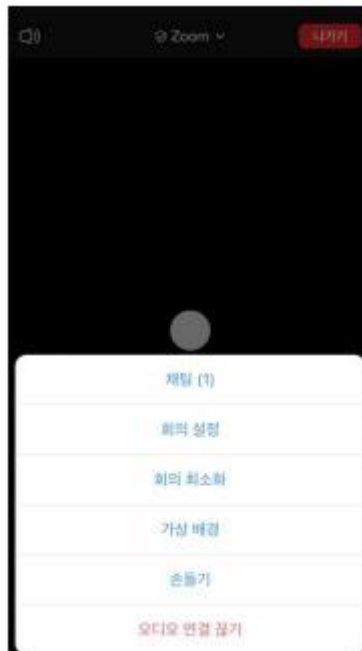 Zoom
나가기
채팅 (1)
회의 설정
회의 최소화
가상 배경
손들기
오디오 연결 끊기